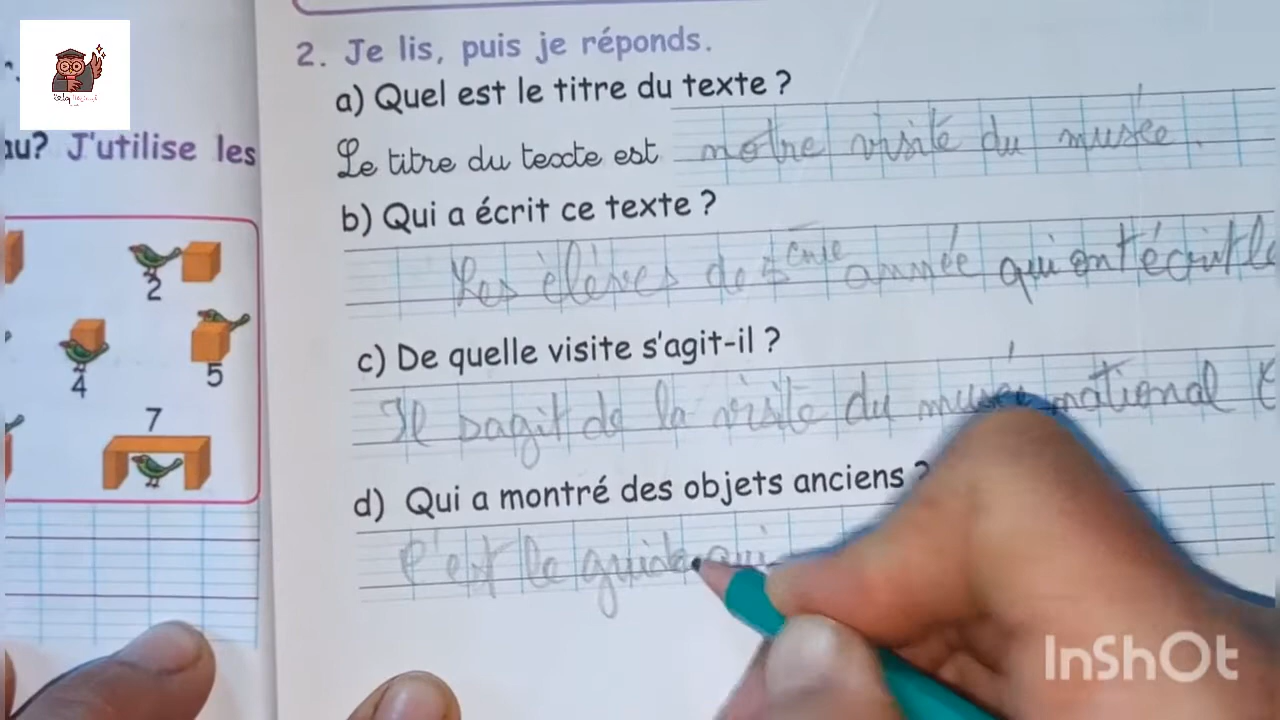 2. Je lis, puis je réponds.
a) Quel est le titre du texte ?
au? J'utilise les
Le titre du texte est notre visite du musée.
b) Qui a écrit ce texte ?
2
Les élèves de 5ème année qui ont écrit le
c) De quelle visite s'agit-il ?
4
5
Il s'agit de la visite du musée national
7
d) Qui a montré des objets anciens ?
C'est le guide qui
InShOt